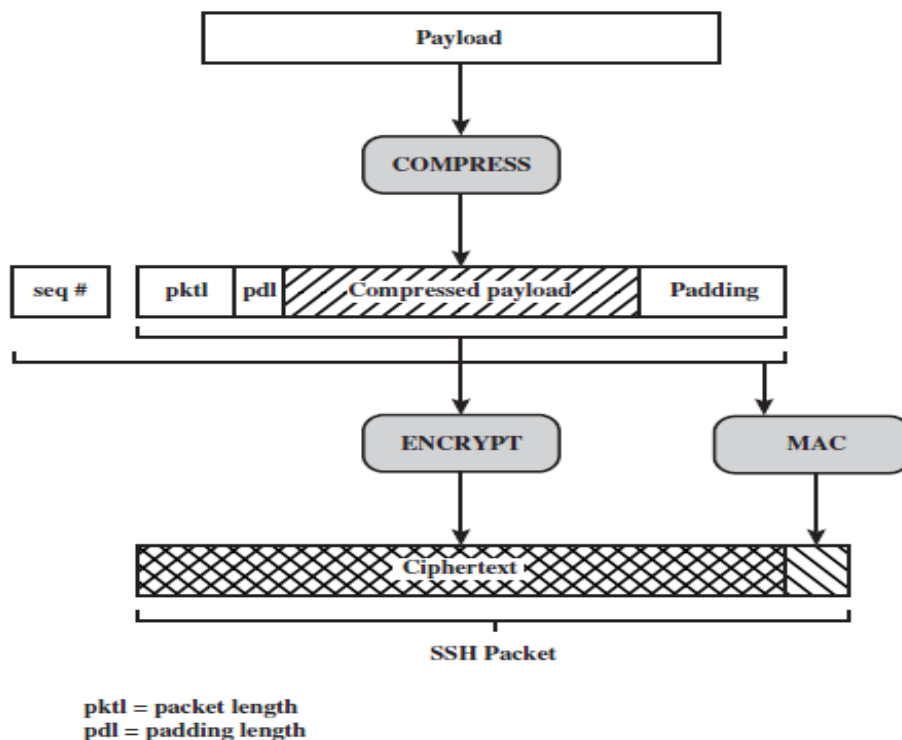 Payload
COMPRESS
seq # pktl pdl Compressed payload Padding
ENCRYPT MAC
Ciphertext
SSH Packet
pktl = packet length
pdl = padding length